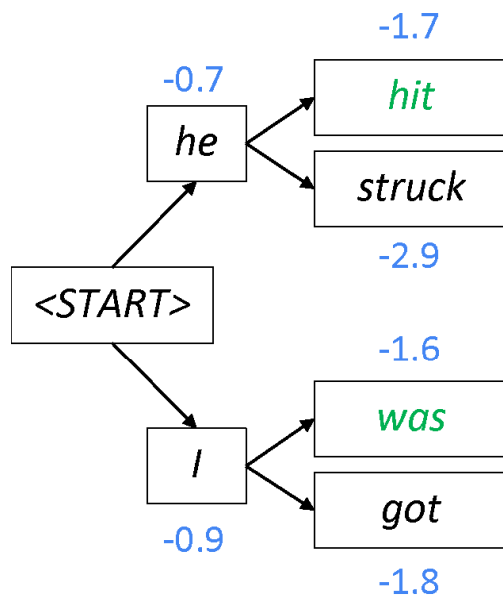 -1.7
-0.7
hit
he
struck
<START>
-2.9
-1.6
was
I
got
-0.9
-1.8